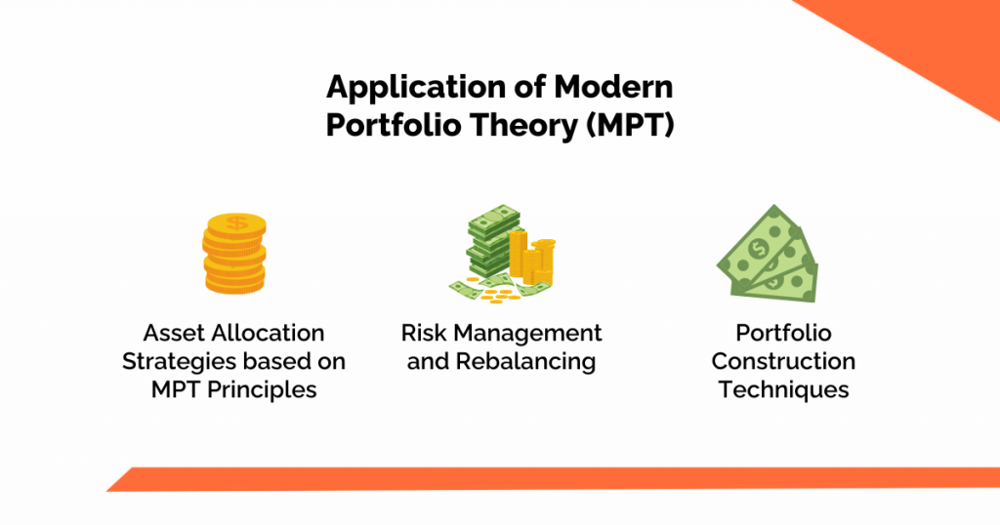 Application of Modern
Portfolio Theory (MPT)
Asset Allocation
Strategies based on
MPT Principles
Risk Management
and Rebalancing
Portfolio
Construction
Techniques